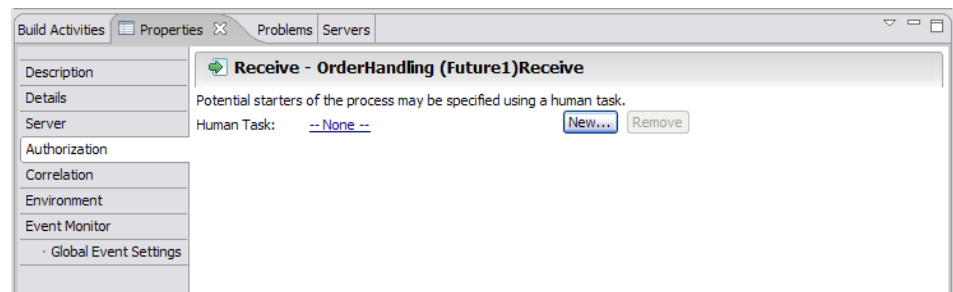 Build Activities Properties Problems Servers
Receive - OrderHandling (Future1)Receive
Description
Details
Server
Authorization
Correlation
Environment
Event Monitor
Global Event Settings
Potential starters of the process may be specified using a human task.
Human Task: -- None -- New... Remove